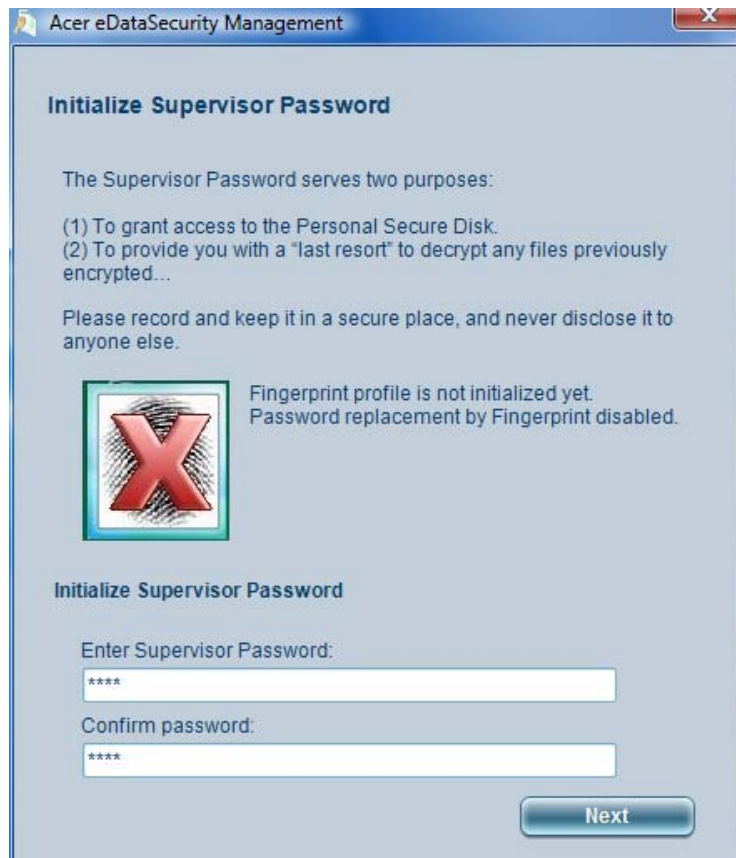 Acer eDataSecurity Management
Initialize Supervisor Password
The Supervisor Password serves two purposes:
(1) To grant access to the Personal Secure Disk.
(2) To provide you with a “last resort” to decrypt any files previously
encrypted…
Please record and keep it in a secure place, and never disclose it to
anyone else.
Fingerprint profile is not initialized yet.
Password replacement by Fingerprint disabled.
Initialize Supervisor Password
Enter Supervisor Password:
****
Confirm password:
****
Next